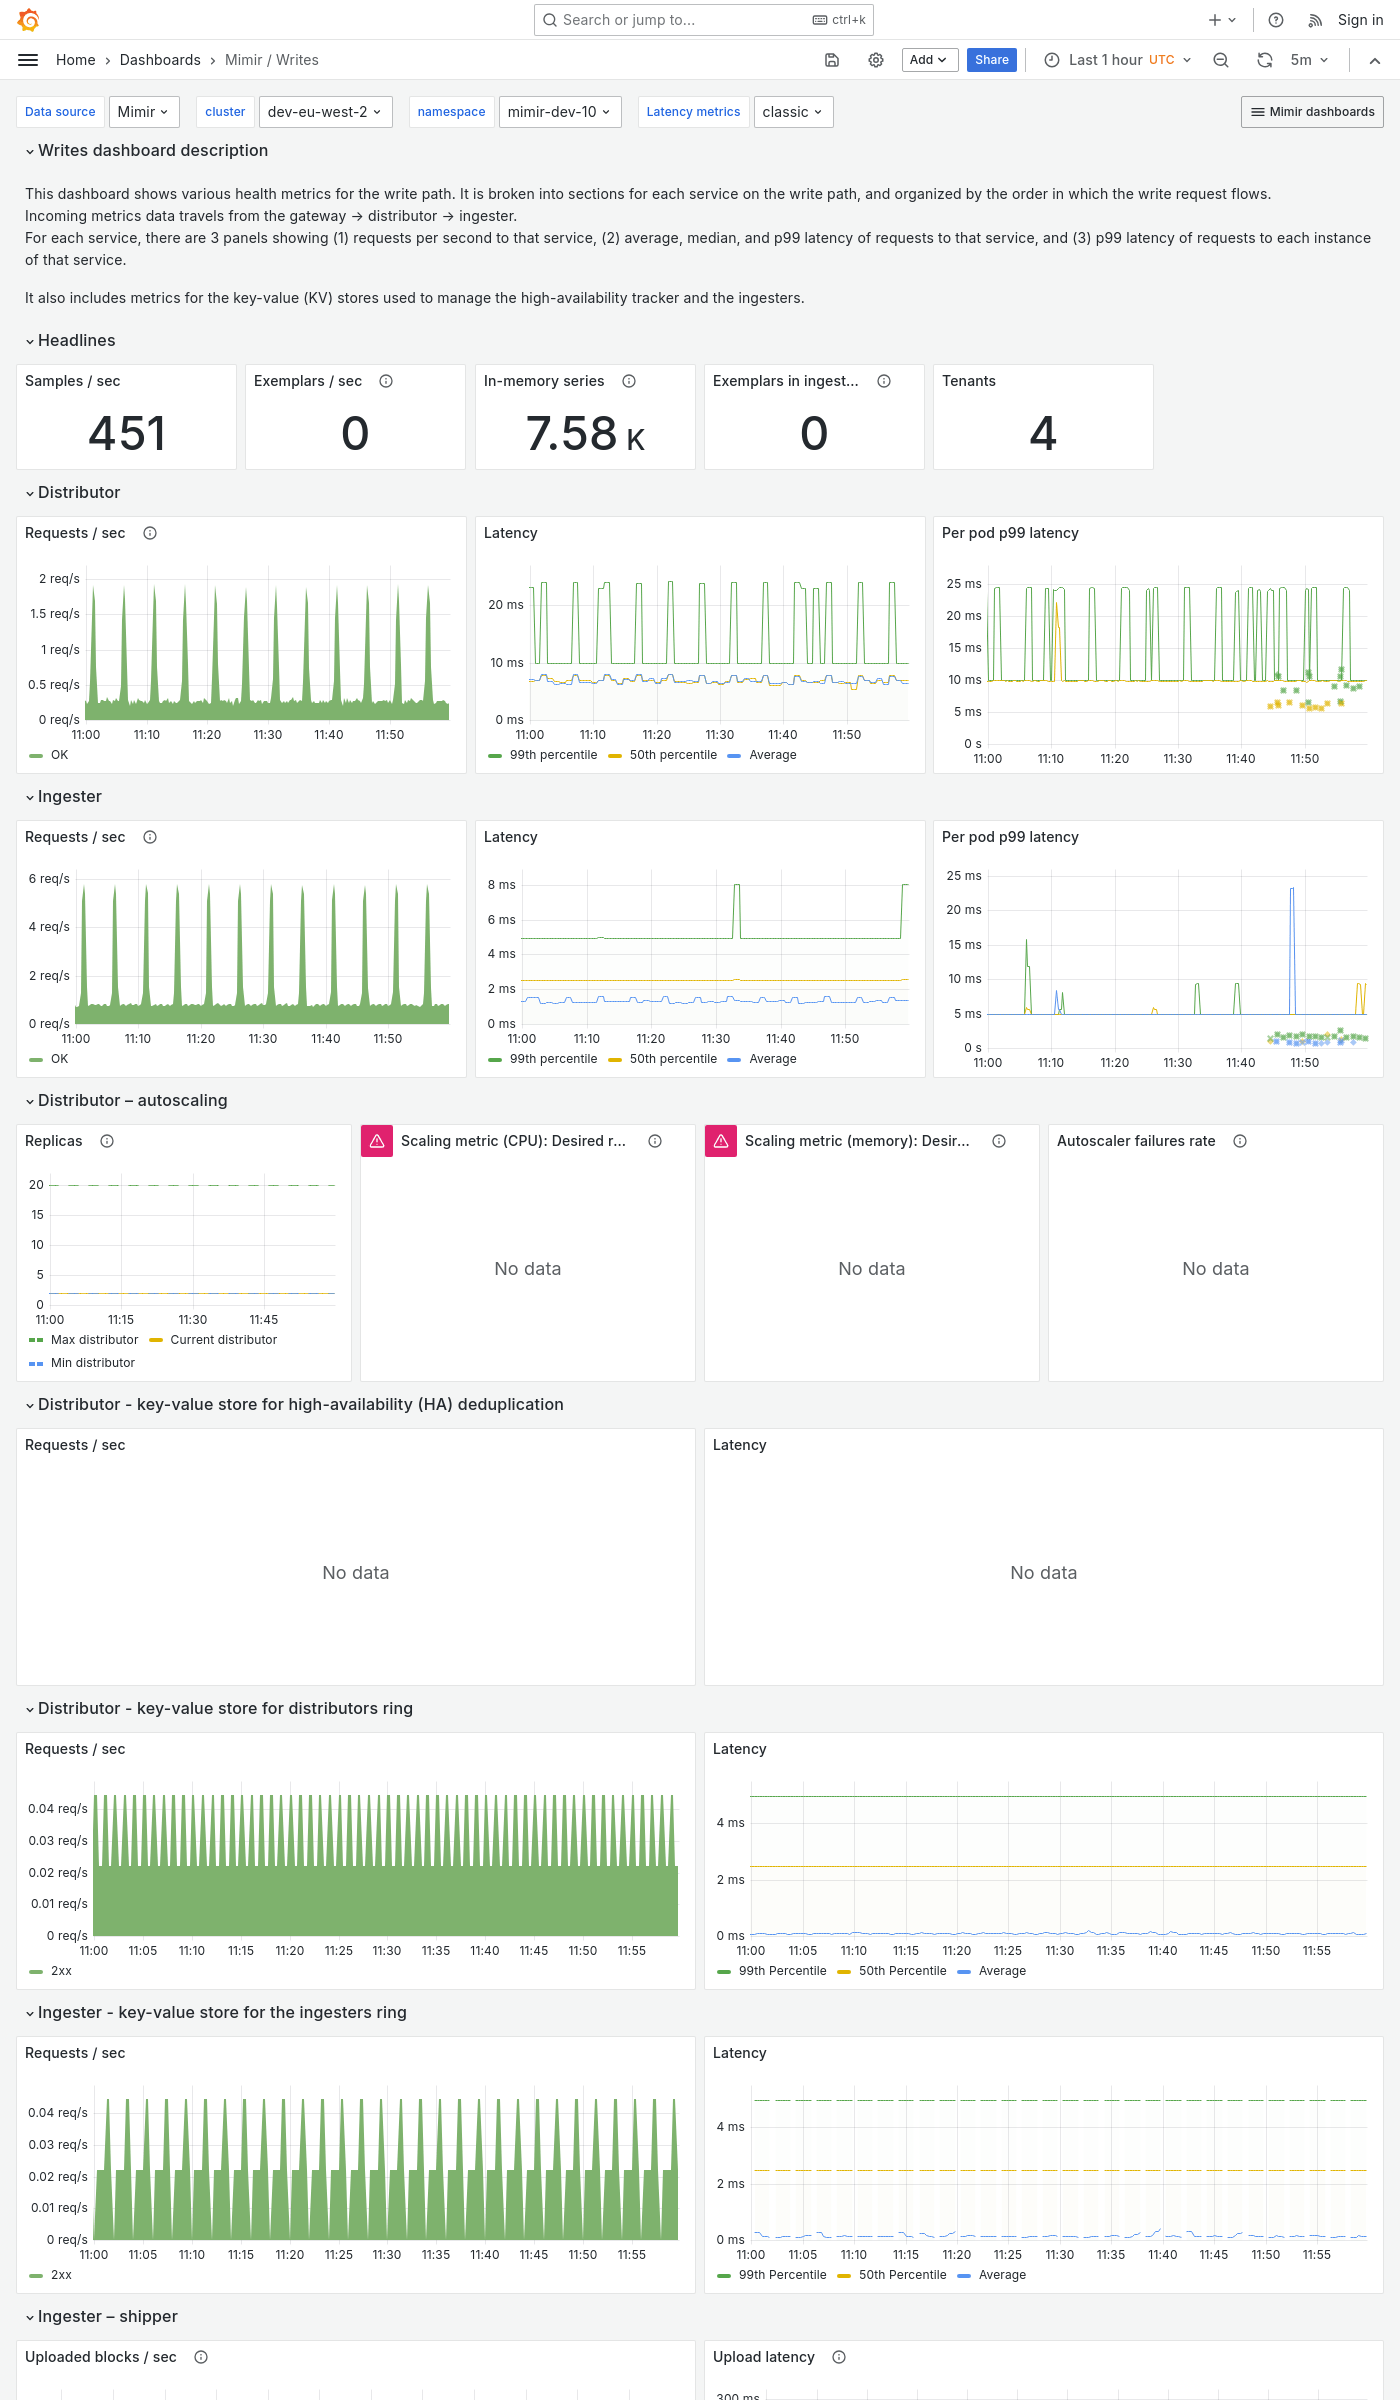 Search or jump to...
ctrl+k
Sign in
Home > Dashboards > Mimir / Writes
Add
Share
Last 1 hour UTC
5m
Data source Mimir cluster dev-eu-west-2 namespace mimir-dev-10 Latency metrics classic Mimir dashboards
Writes dashboard description
This dashboard shows various health metrics for the write path. It is broken into sections for each service on the write path, and organized by the order in which the write request flows.
Incoming metrics data travels from the gateway → distributor → ingester.
For each service, there are 3 panels showing (1) requests per second to that service, (2) average, median, and p99 latency of requests to that service, and (3) p99 latency of requests to each instance
of that service.
It also includes metrics for the key-value (KV) stores used to manage the high-availability tracker and the ingesters.
Headlines
Samples / sec
451
Exemplars / sec
0
In-memory series
7.58 K
Exemplars in ingest...
0
Tenants
4
Distributor
Requests / sec
2 req/s
1.5 req/s
1 req/s
0.5 req/s
0 req/s
11:00 11:10 11:20 11:30 11:40 11:50
OK
Latency
20 ms
10 ms
0 ms
11:00 11:10 11:20 11:30 11:40 11:50
99th percentile 50th percentile Average
Per pod p99 latency
25 ms
20 ms
15 ms
10 ms
5 ms
0 s
11:00 11:10 11:20 11:30 11:40 11:50
Ingester
Requests / sec
6 req/s
4 req/s
2 req/s
0 req/s
11:00 11:10 11:20 11:30 11:40 11:50
OK
Latency
8 ms
6 ms
4 ms
2 ms
0 ms
11:00 11:10 11:20 11:30 11:40 11:50
99th percentile 50th percentile Average
Per pod p99 latency
25 ms
20 ms
15 ms
10 ms
5 ms
0 s
11:00 11:10 11:20 11:30 11:40 11:50
Distributor – autoscaling
Replicas
20
15
10
5
0
11:00 11:15 11:30 11:45
Max distributor Current distributor
Min distributor
Scaling metric (CPU): Desired r...
No data
Scaling metric (memory): Desir...
No data
Autoscaler failures rate
No data
Distributor - key-value store for high-availability (HA) deduplication
Requests / sec
No data
Latency
No data
Distributor - key-value store for distributors ring
Requests / sec
0.04 req/s
0.03 req/s
0.02 req/s
0.01 req/s
0 req/s
11:00 11:05 11:10 11:15 11:20 11:25 11:30 11:35 11:40 11:45 11:50 11:55
2xx
Latency
4 ms
2 ms
0 ms
11:00 11:05 11:10 11:15 11:20 11:25 11:30 11:35 11:40 11:45 11:50 11:55
99th Percentile 50th Percentile Average
Ingester - key-value store for the ingesters ring
Requests / sec
0.04 req/s
0.03 req/s
0.02 req/s
0.01 req/s
0 req/s
11:00 11:05 11:10 11:15 11:20 11:25 11:30 11:35 11:40 11:45 11:50 11:55
2xx
Latency
4 ms
2 ms
0 ms
11:00 11:05 11:10 11:15 11:20 11:25 11:30 11:35 11:40 11:45 11:50 11:55
99th Percentile 50th Percentile Average
Ingester – shipper
Uploaded blocks / sec
Upload latency
300 ms